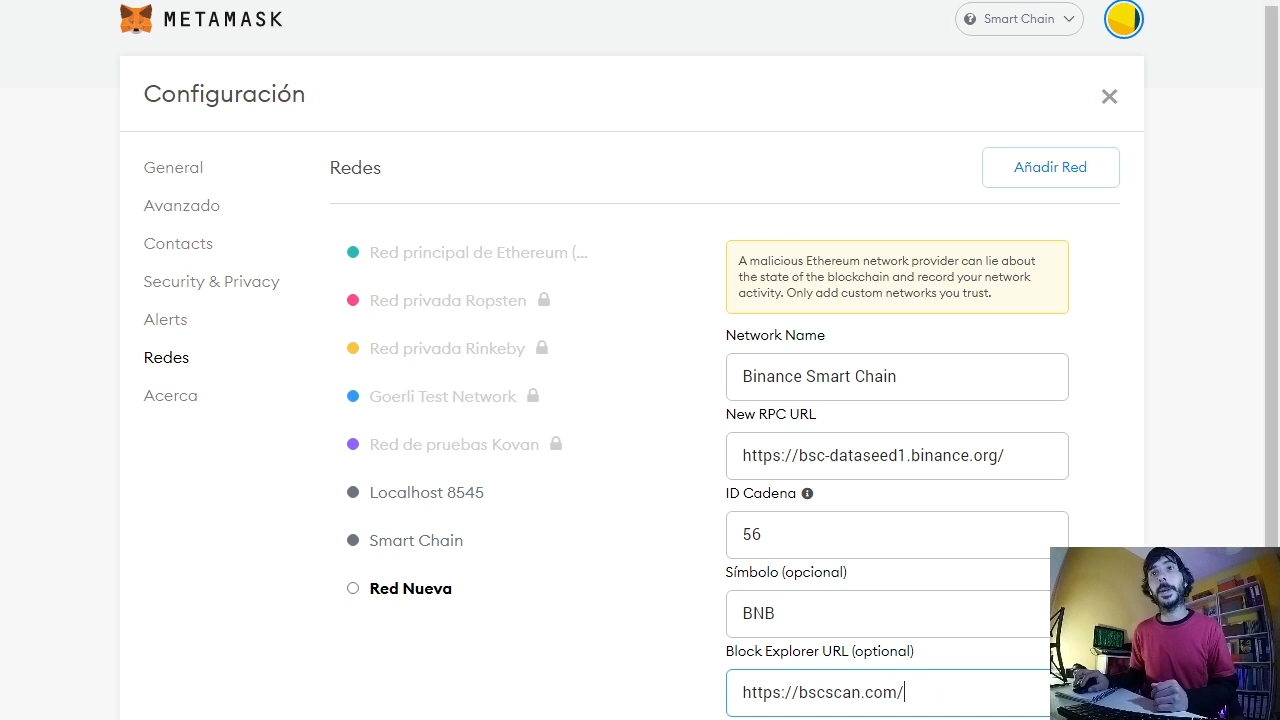 METAMASK
Smart Chain
Configuración
General
Avanzado
Contacts
Security & Privacy
Alerts
Redes
Acerca
Redes
Añadir Red
Red principal de Ethereum (...
Red privada Ropsten
Red privada Rinkeby
Goerli Test Network
Red de pruebas Kovan
Localhost 8545
Smart Chain
Red Nueva
A malicious Ethereum network provider can lie about
the state of the blockchain and record your network
activity. Only add custom networks you trust.
Network Name
Binance Smart Chain
New RPC URL
https://bsc-dataseed1.binance.org/
ID Cadena
56
Símbolo (opcional)
BNB
Block Explorer URL (optional)
https://bscscan.com/